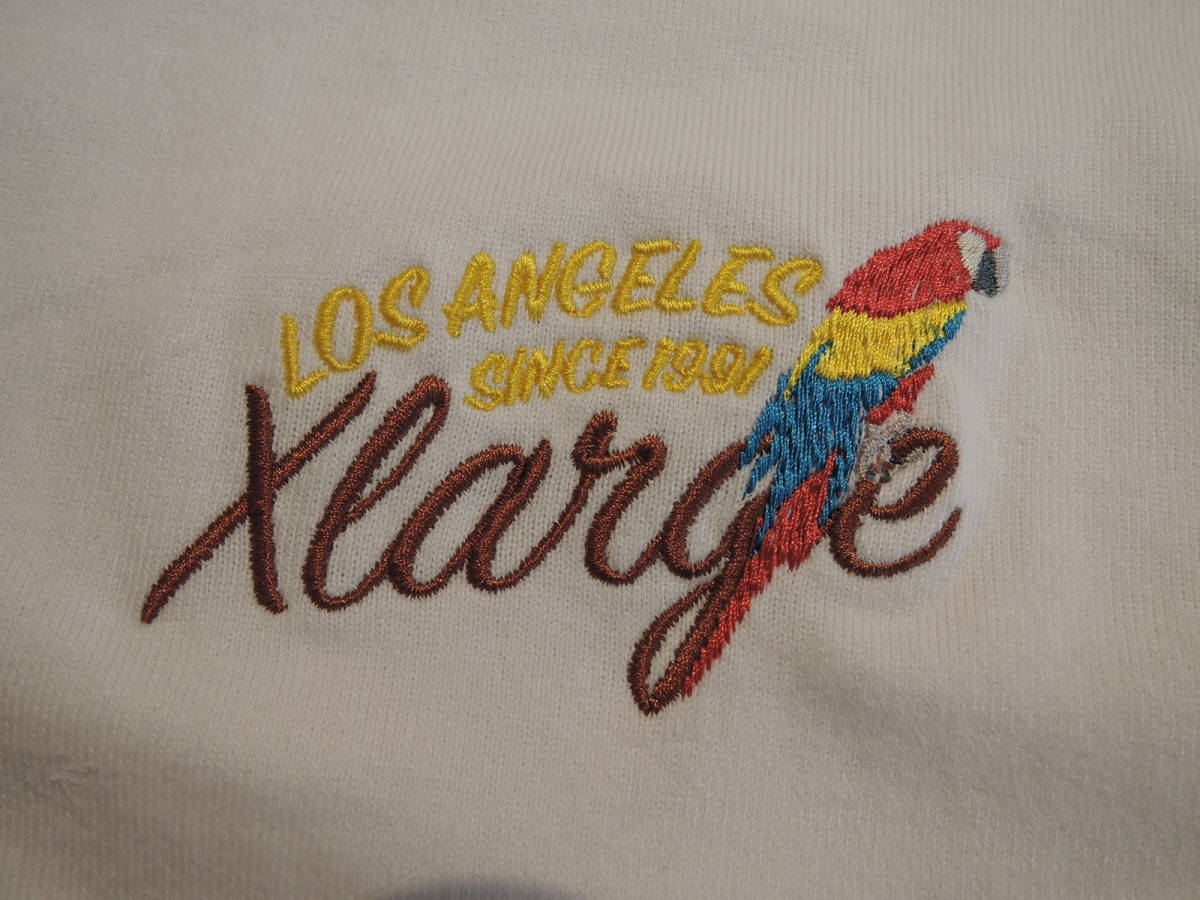 LOS ANGELES
SINCE 1991
Xlarge